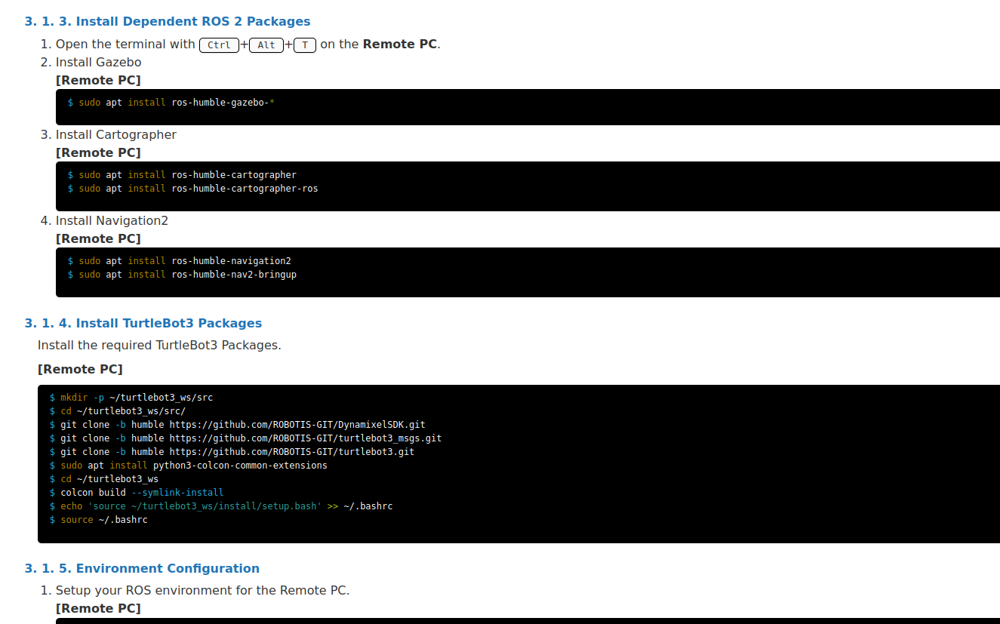 3. 1. 3. Install Dependent ROS 2 Packages
1. Open the terminal with Ctrl+Alt+T on the Remote PC.
2. Install Gazebo
[Remote PC]
$ sudo apt install ros-humble-gazebo-*
3. Install Cartographer
[Remote PC]
$ sudo apt install ros-humble-cartographer
$ sudo apt install ros-humble-cartographer-ros
4. Install Navigation2
[Remote PC]
$ sudo apt install ros-humble-navigation2
$ sudo apt install ros-humble-nav2-bringup
3. 1. 4. Install TurtleBot3 Packages
Install the required TurtleBot3 Packages.
[Remote PC]
$ mkdir -p ~/turtlebot3_ws/src
$ cd ~/turtlebot3_ws/src/
$ git clone -b humble https://github.com/ROBOTIS-GIT/DynamixelSDK.git
$ git clone -b humble https://github.com/ROBOTIS-GIT/turtlebot3_msgs.git
$ git clone -b humble https://github.com/ROBOTIS-GIT/turtlebot3.git
$ sudo apt install python3-colcon-common-extensions
$ cd ~/turtlebot3_ws
$ colcon build --symlink-install
$ echo 'source ~/turtlebot3_ws/install/setup.bash' >> ~/.bashrc
$ source ~/.bashrc
3. 1. 5. Environment Configuration
1. Setup your ROS environment for the Remote PC.
[Remote PC]